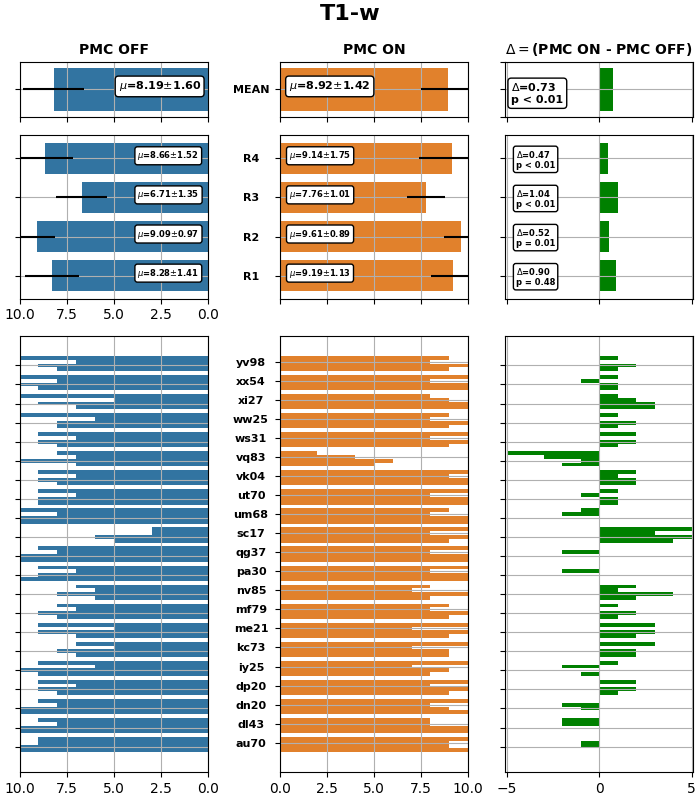 T1-w
PMC OFF
PMC ON
Δ = (PMC ON - PMC OFF)
μ=8.19±1.60
MEAN
μ=8.92±1.42
Δ=0.73
p < 0.01
μ=8.66±1.52
R4
μ=9.14±1.75
Δ=0.47
p < 0.01
μ=6.71±1.35
R3
μ=7.76±1.01
Δ=1.04
p < 0.01
μ=9.09±0.97
R2
μ=9.61±0.89
Δ=0.52
p = 0.01
μ=8.28±1.41
R1
μ=9.19±1.13
Δ=0.90
p = 0.48
10.0 7.5 5.0 2.5 0.0
yv98
xx54
xi27
ww25
ws31
vq83
vk04
ut70
um68
sc17
qg37
pa30
nv85
mf79
me21
kc73
iy25
dp20
dn20
dl43
au70
10.0 7.5 5.0 2.5 0.0
0.0 2.5 5.0 7.5 10.0
−5 0 5